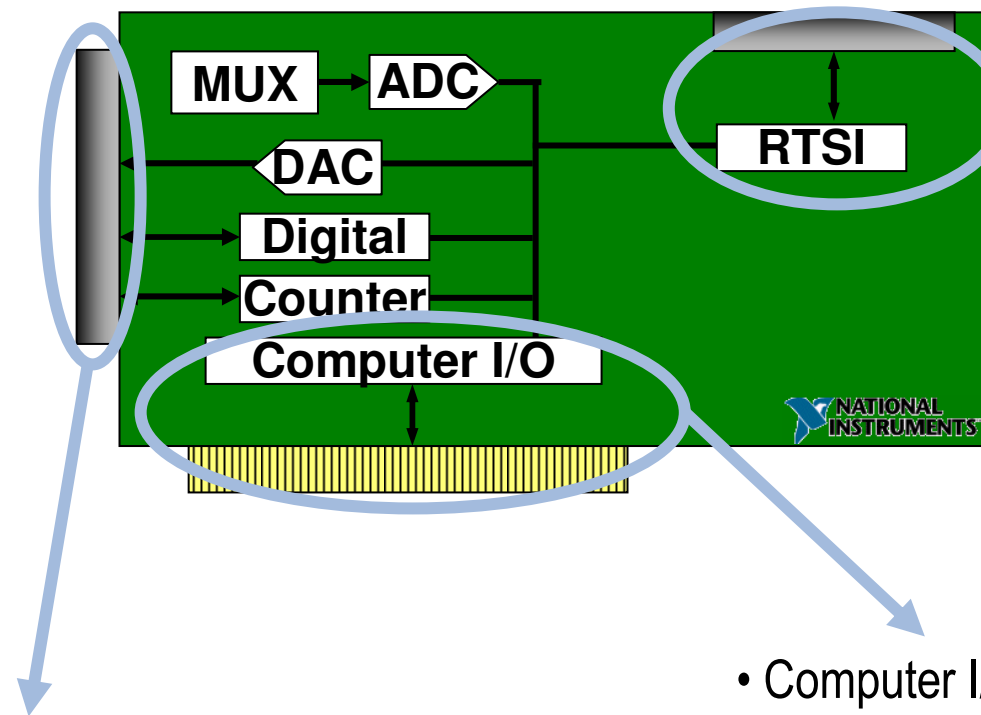 MUX
ADC
RTSI
DAC
Digital
Counter
Computer I/O
NATIONAL
INSTRUMENTS
• Computer I/